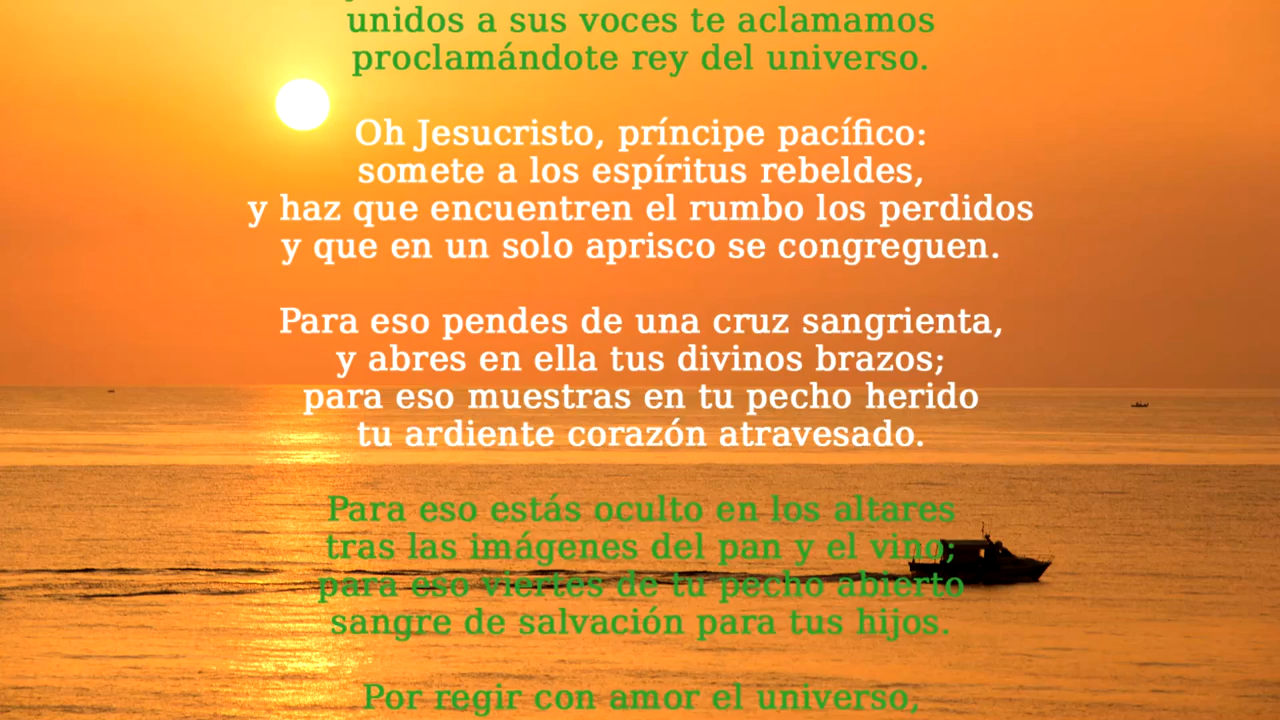 unidos a sus voces te aclamamos
proclamándote rey del universo.
Oh Jesucristo, príncipe pacífico:
somete a los espíritus rebeldes,
y haz que encuentren el rumbo los perdidos
y que en un solo aprisco se congreguen.
Para eso pendes de una cruz sangrienta,
y abres en ella tus divinos brazos;
para eso muestras en tu pecho herido
tu ardiente corazón atravesado.
Para eso estás oculto en los altares
tras las imágenes del pan y el vino;
para eso viertes de tu pecho abierto
sangre de salvación para tus hijos.
Por regir con amor el universo,